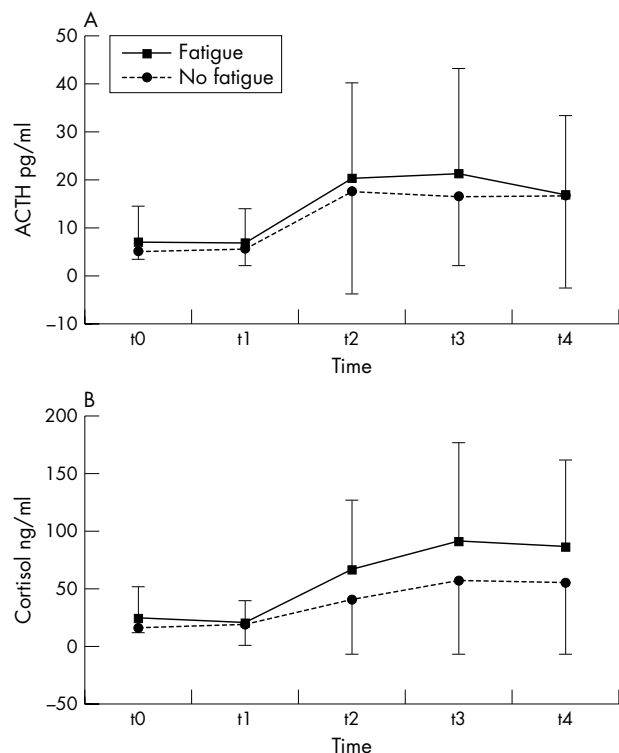 A
50
40
30
20
10
0
–10
ACTH pg/ml
Fatigue
No fatigue
t0 t1 t2 t3 t4
Time
B
200
150
100
50
0
–50
Cortisol ng/ml
t0 t1 t2 t3 t4
Time